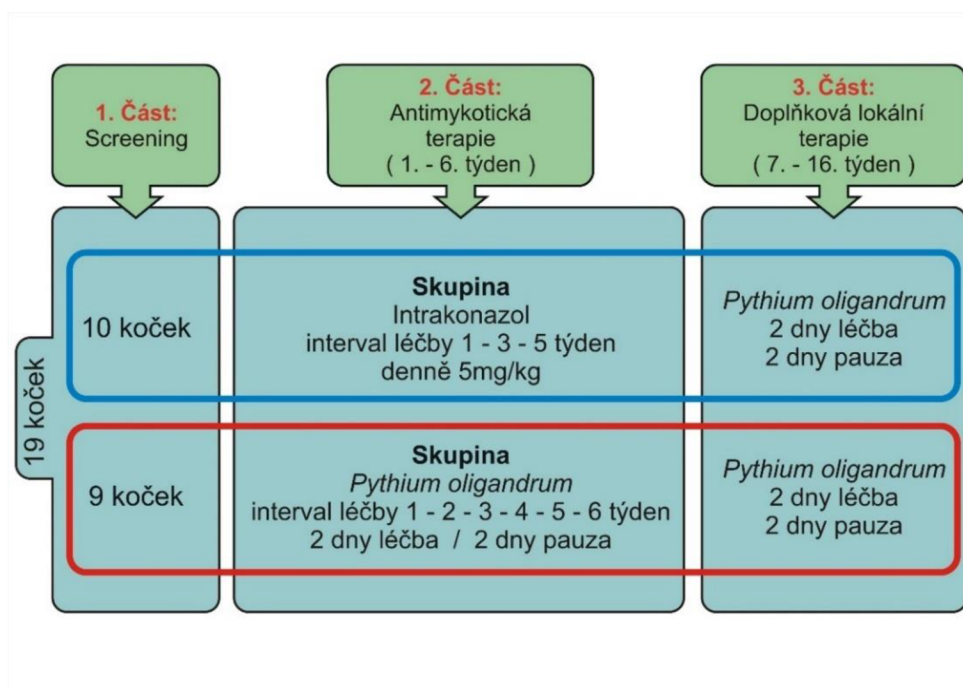 1. Část:
Screening
2. Část:
Antimykotická
terapie
( 1. - 6. týden )
3. Část:
Doplňková lokální
terapie
( 7. - 16. týden )
19 koček
10 koček
Skupina
Intrakonazol
interval léčby 1 - 3 - 5 týden
denně 5mg/kg
Pythium oligandrum
2 dny léčba
2 dny pauza
9 koček
Skupina
Pythium oligandrum
interval léčby 1 - 2 - 3 - 4 - 5 - 6 týden
2 dny léčba / 2 dny pauza
Pythium oligandrum
2 dny léčba
2 dny pauza